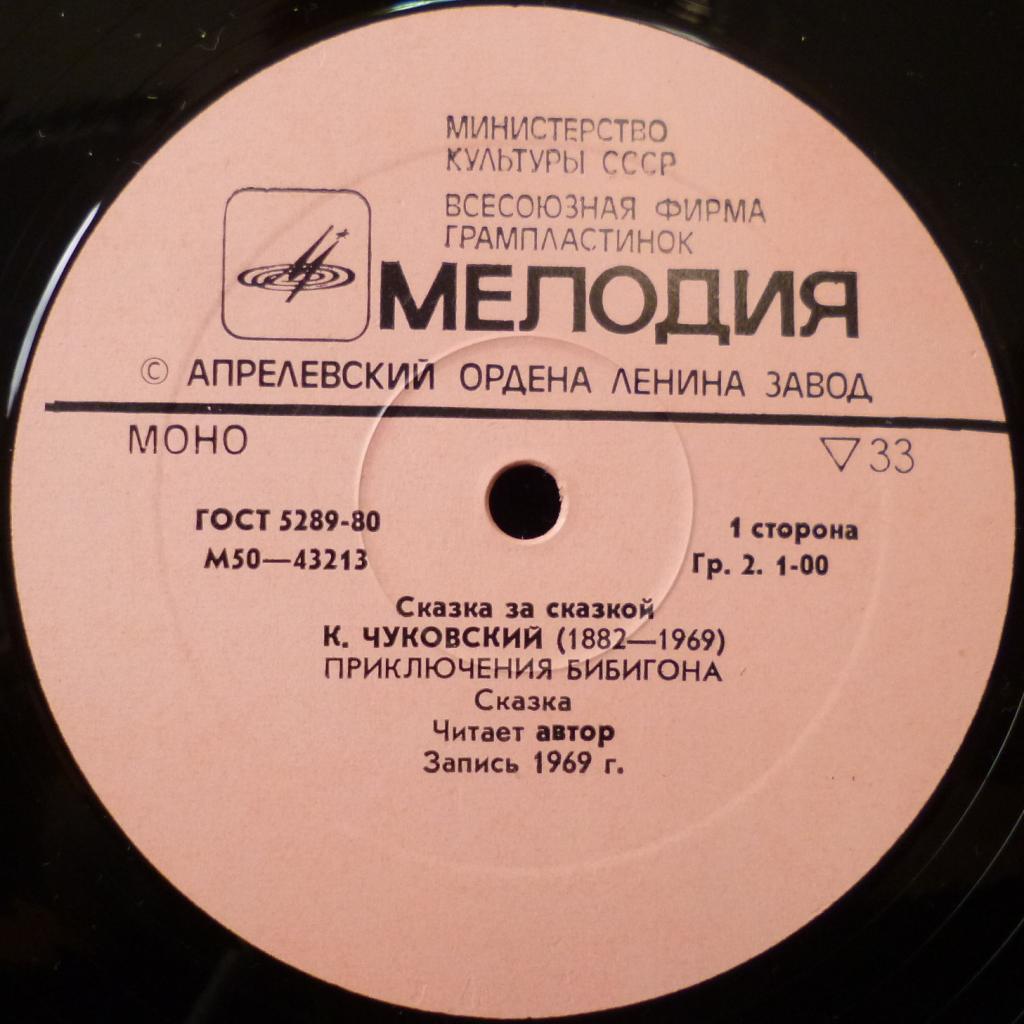 МИНИСТЕРСТВО
КУЛЬТУРЫ СССР
ВСЕСОЮЗНАЯ ФИРМА
ГРАМПЛАСТИНОК
МЕЛОДИЯ
© АПРЕЛЕВСКИЙ ОРДЕНА ЛЕНИНА ЗАВОД
МОНО
▽33
ГОСТ 5289-80
М50—43213
1 сторона
Гр. 2. 1-00
Сказка за сказкой
К. ЧУКОВСКИЙ (1882—1969)
ПРИКЛЮЧЕНИЯ БИБИГОНА
Сказка
Читает автор
Запись 1969 г.